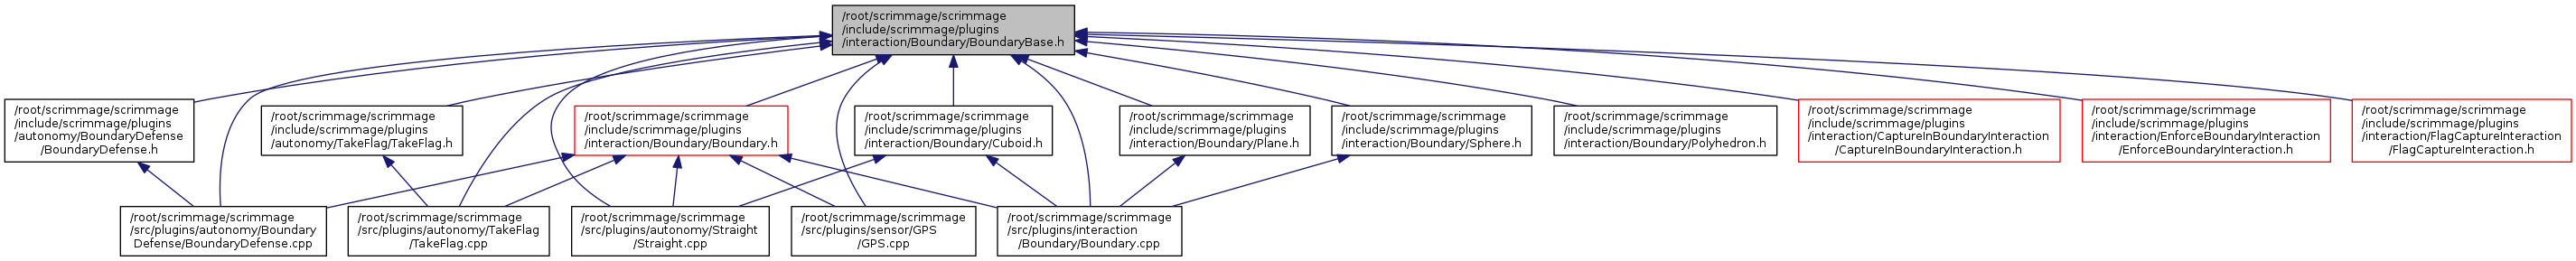 /root/scrimmage/scrimmage
/include/scrimmage/plugins
/interaction/Boundary/BoundaryBase.h
/root/scrimmage/scrimmage
/include/scrimmage/plugins
/autonomy/BoundaryDefense
/BoundaryDefense.h
/root/scrimmage/scrimmage
/include/scrimmage/plugins
/autonomy/TakeFlag/TakeFlag.h
/root/scrimmage/scrimmage
/include/scrimmage/plugins
/interaction/Boundary/Boundary.h
/root/scrimmage/scrimmage
/include/scrimmage/plugins
/interaction/Boundary/Cuboid.h
/root/scrimmage/scrimmage
/include/scrimmage/plugins
/interaction/Boundary/Plane.h
/root/scrimmage/scrimmage
/include/scrimmage/plugins
/interaction/Boundary/Sphere.h
/root/scrimmage/scrimmage
/include/scrimmage/plugins
/interaction/Boundary/Polyhedron.h
/root/scrimmage/scrimmage
/include/scrimmage/plugins
/interaction/CaptureInBoundaryInteraction
/CaptureInBoundaryInteraction.h
/root/scrimmage/scrimmage
/include/scrimmage/plugins
/interaction/EnforceBoundaryInteraction
/EnforceBoundaryInteraction.h
/root/scrimmage/scrimmage
/include/scrimmage/plugins
/interaction/FlagCaptureInteraction
/FlagCaptureInteraction.h
/root/scrimmage/scrimmage
/src/plugins/autonomy/Boundary
Defense/BoundaryDefense.cpp
/root/scrimmage/scrimmage
/src/plugins/autonomy/TakeFlag
/TakeFlag.cpp
/root/scrimmage/scrimmage
/src/plugins/autonomy/Straight
/Straight.cpp
/root/scrimmage/scrimmage
/src/plugins/sensor/GPS
/GPS.cpp
/root/scrimmage/scrimmage
/src/plugins/interaction
/Boundary/Boundary.cpp